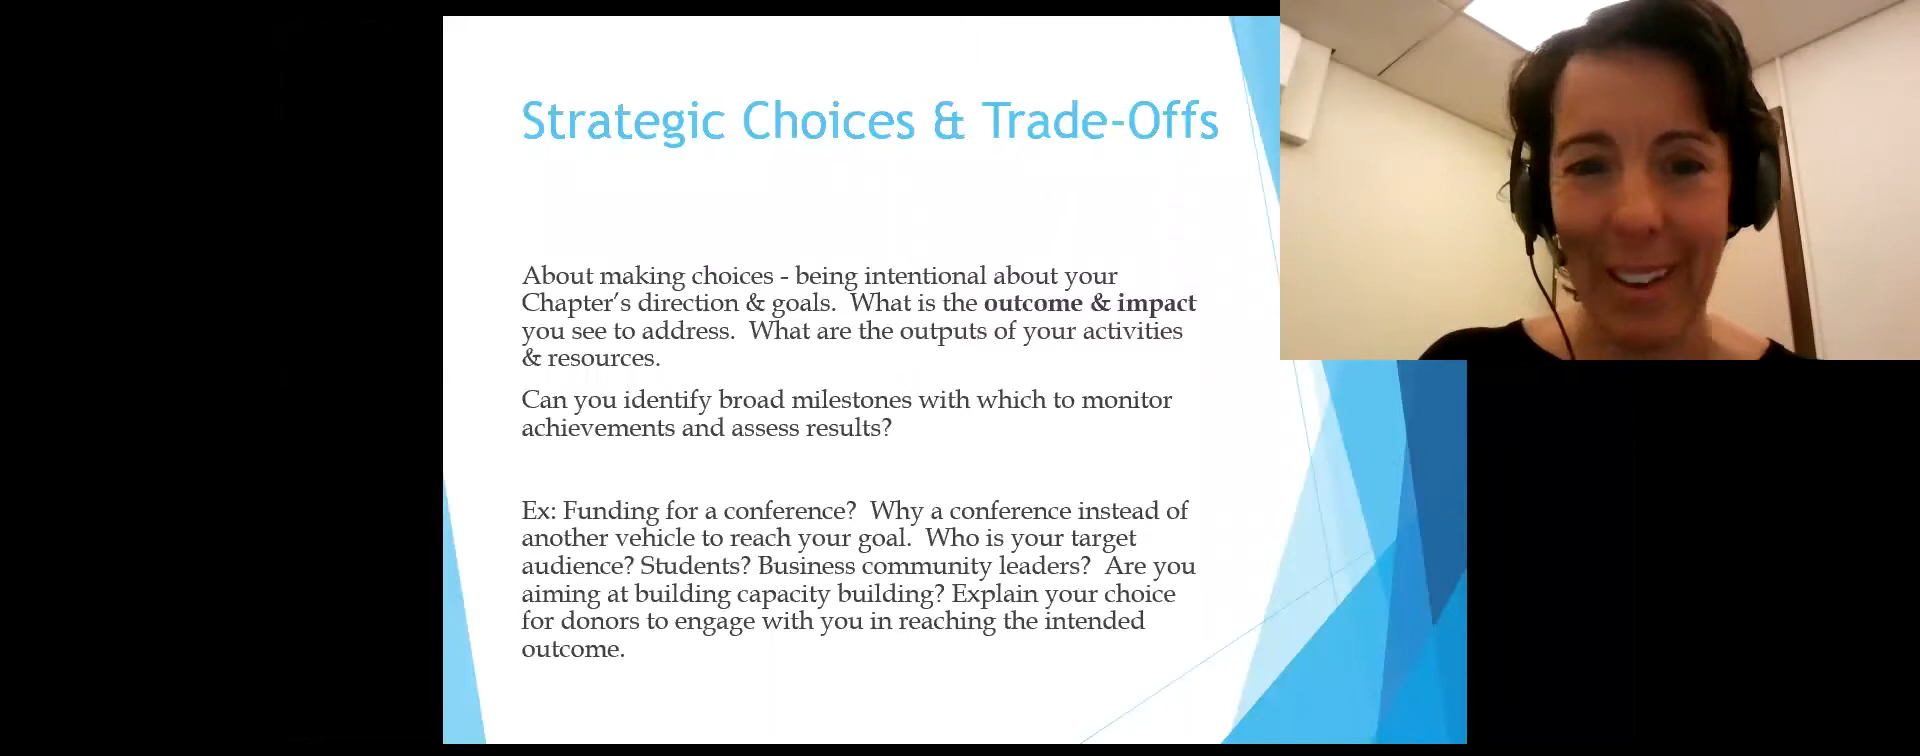 Strategic Choices & Trade-Offs
About making choices - being intentional about your
Chapter's direction & goals.  What is the outcome & impact
you see to address.  What are the outputs of your activities
& resources.
Can you identify broad milestones with which to monitor
achievements and assess results?
Ex: Funding for a conference?  Why a conference instead of
another vehicle to reach your goal.  Who is your target
audience? Students? Business community leaders?  Are you
aiming at building capacity building? Explain your choice
for donors to engage with you in reaching the intended
outcome.